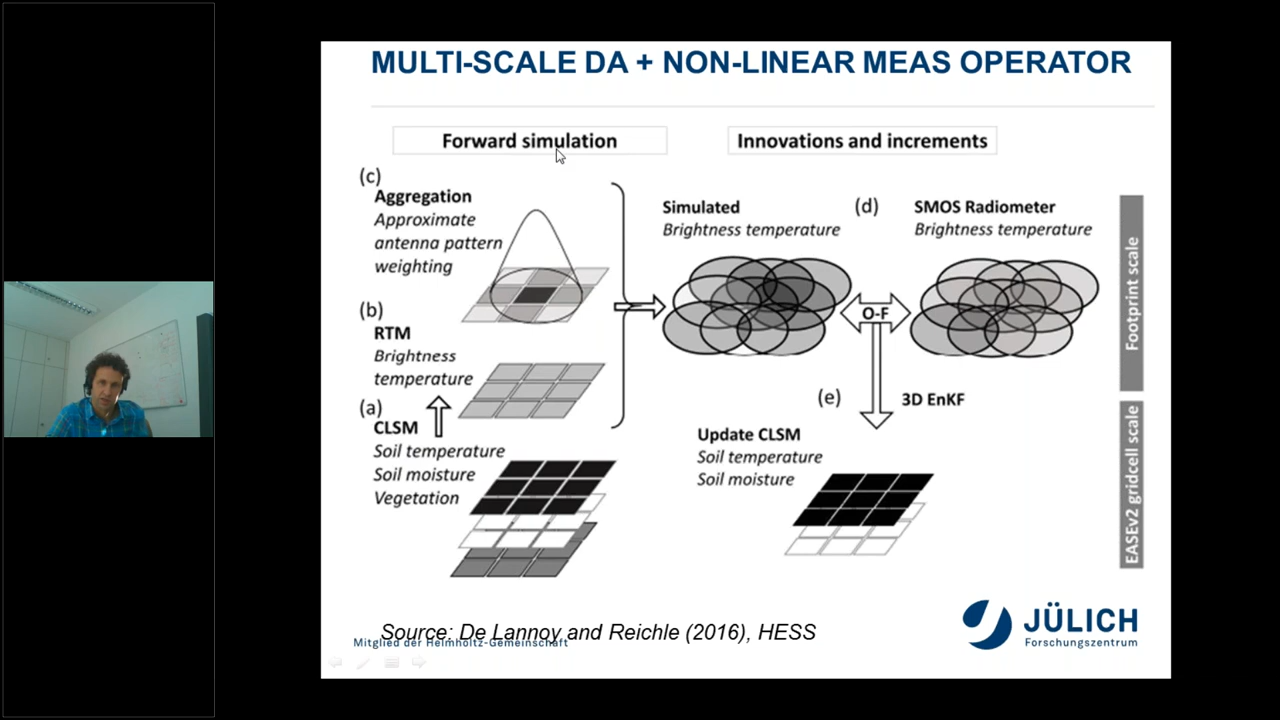 MULTI-SCALE DA + NON-LINEAR MEAS OPERATOR
Forward simulation
Innovations and increments
(c)
Aggregation
Approximate
antenna pattern
weighting
(b)
RTM
Brightness
temperature
(a)
CLSM
Soil temperature
Soil moisture
Vegetation
Simulated
Brightness temperature
(d)
SMOS Radiometer
Brightness temperature
O-F
(e)
3D EnKF
Update CLSM
Soil temperature
Soil moisture
Footprint scale
EASEv2 gridcell scale
Source: De Lannoy and Reichle (2016), HESS
Mitglied der Helmholtz-Gemeinschaft
JÜLICH
Forschungszentrum